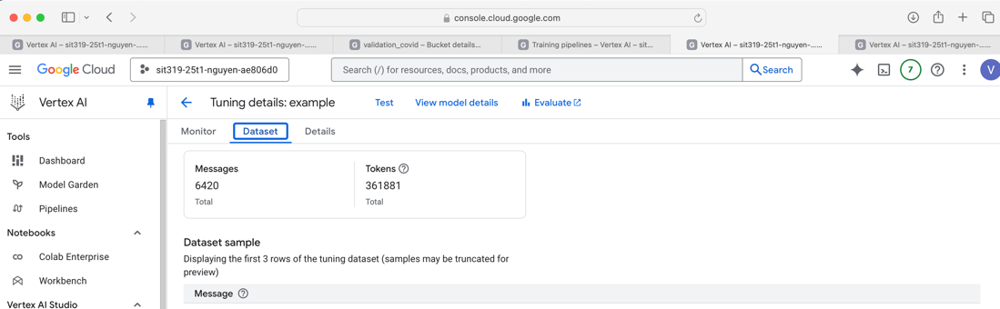 console.cloud.google.com
G Vertex AI – sit319-25t1-nguyen-...... G Vertex AI – sit319-25t1-nguyen-...... G validation_covid – Bucket details... G Training pipelines – Vertex AI – sit... G Vertex AI – sit319-25t1-nguyen-...... G Vertex AI – sit319-25t1-nguyen-......
Google Cloud sit319-25t1-nguyen-ae806d0 Search (/) for resources, docs, products, and more Search 7 V
Vertex AI
Tuning details: example Test View model details Evaluate
Monitor Dataset Details
Tools
Dashboard
Model Garden
Pipelines
Notebooks
Colab Enterprise
Workbench
Vertex AI Studio
Messages
6420
Total
Tokens
361881
Total
Dataset sample
Displaying the first 3 rows of the tuning dataset (samples may be truncated for
preview)
Message